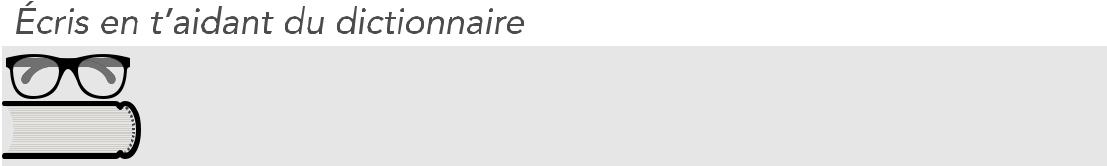 Écris en t’aidant du dictionnaire